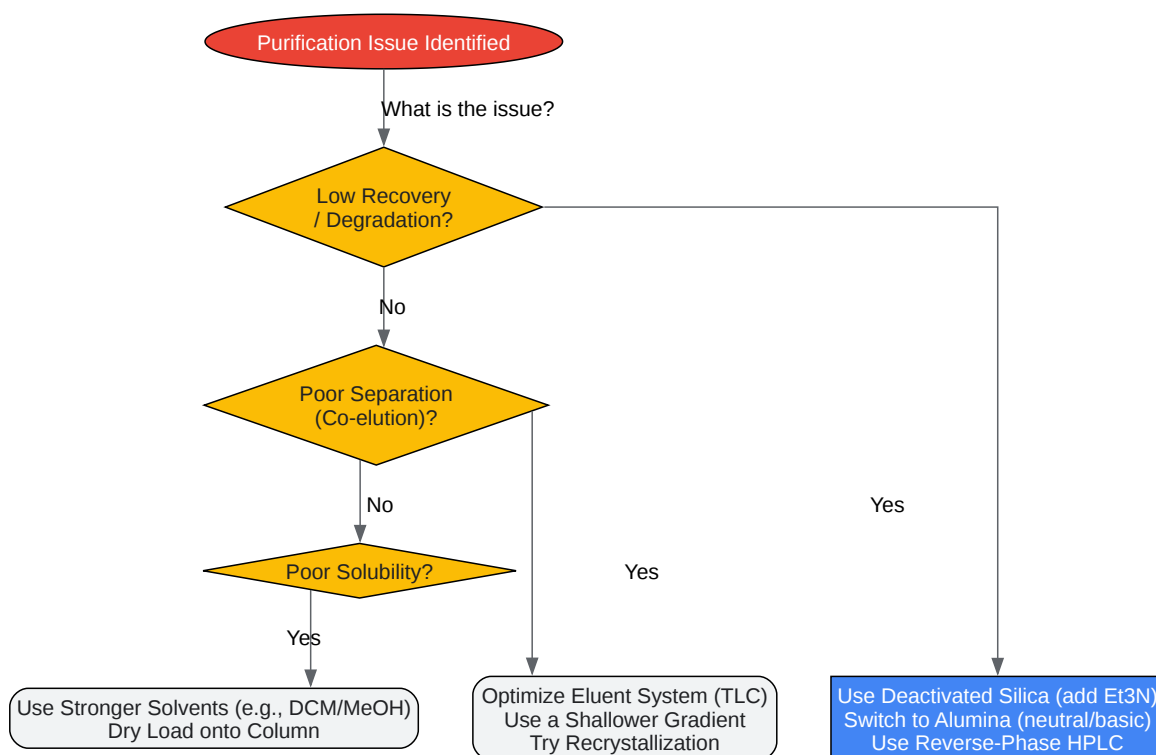 Purification Issue Identified
What is the issue?
Low Recovery
/ Degradation?
No
Poor Separation
(Co-elution)?
No
Yes
Poor Solubility?
Yes
Yes
Use Stronger Solvents (e.g., DCM/MeOH)
Dry Load onto Column
Optimize Eluent System (TLC)
Use a Shallower Gradient
Try Recrystallization
Use Deactivated Silica (add Et3N)
Switch to Alumina (neutral/basic)
Use Reverse-Phase HPLC